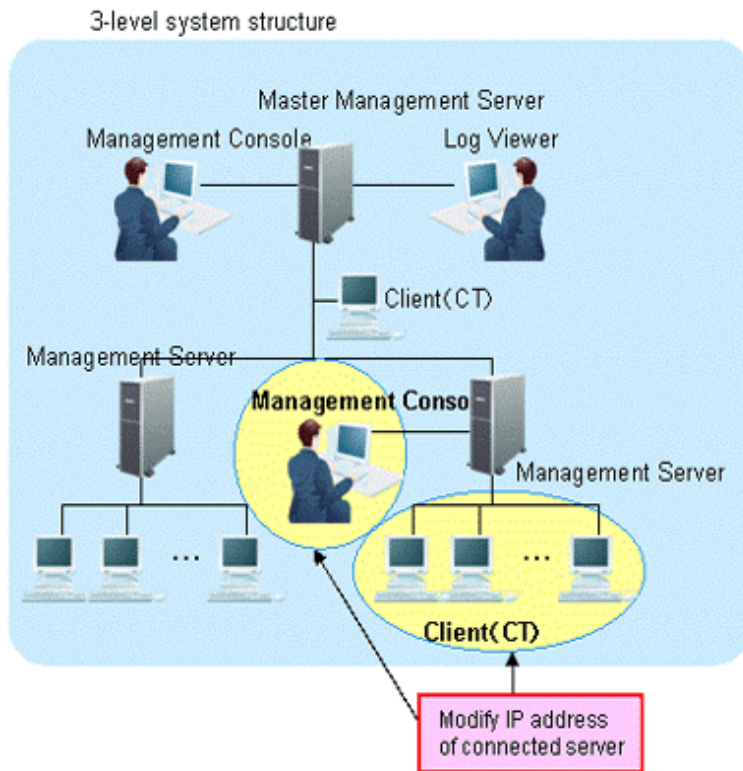 3-level system structure
Master Management Server
Management Console
Log Viewer
Client(CT)
Management Server
Management Conso
Management Server
...
...
Client(CT)
Modify IP address
of connected server